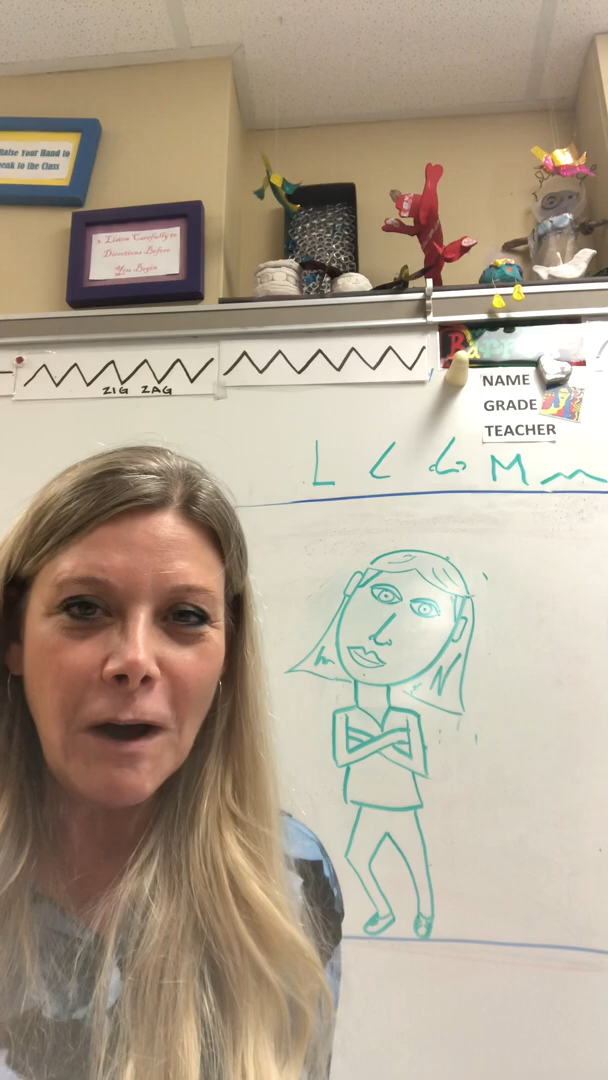 Raise Your Hand to
Speak to the Class
Listen Carefully to
Directions Before
You Begin
ZIG ZAG
NAME
GRADE
TEACHER
L
M